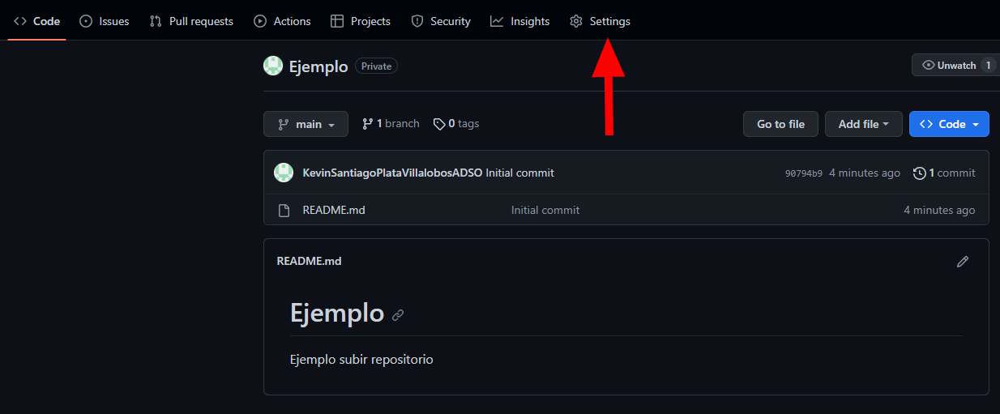 Code Issues Pull requests Actions Projects Security Insights Settings
Ejemplo Private Unwatch 1
main 1 branch 0 tags Go to file Add file Code
KevinSantiagoPlataVillalobosADSO Initial commit 90794b9 4 minutes ago 1 commit
README.md Initial commit 4 minutes ago
README.md
Ejemplo
Ejemplo subir repositorio